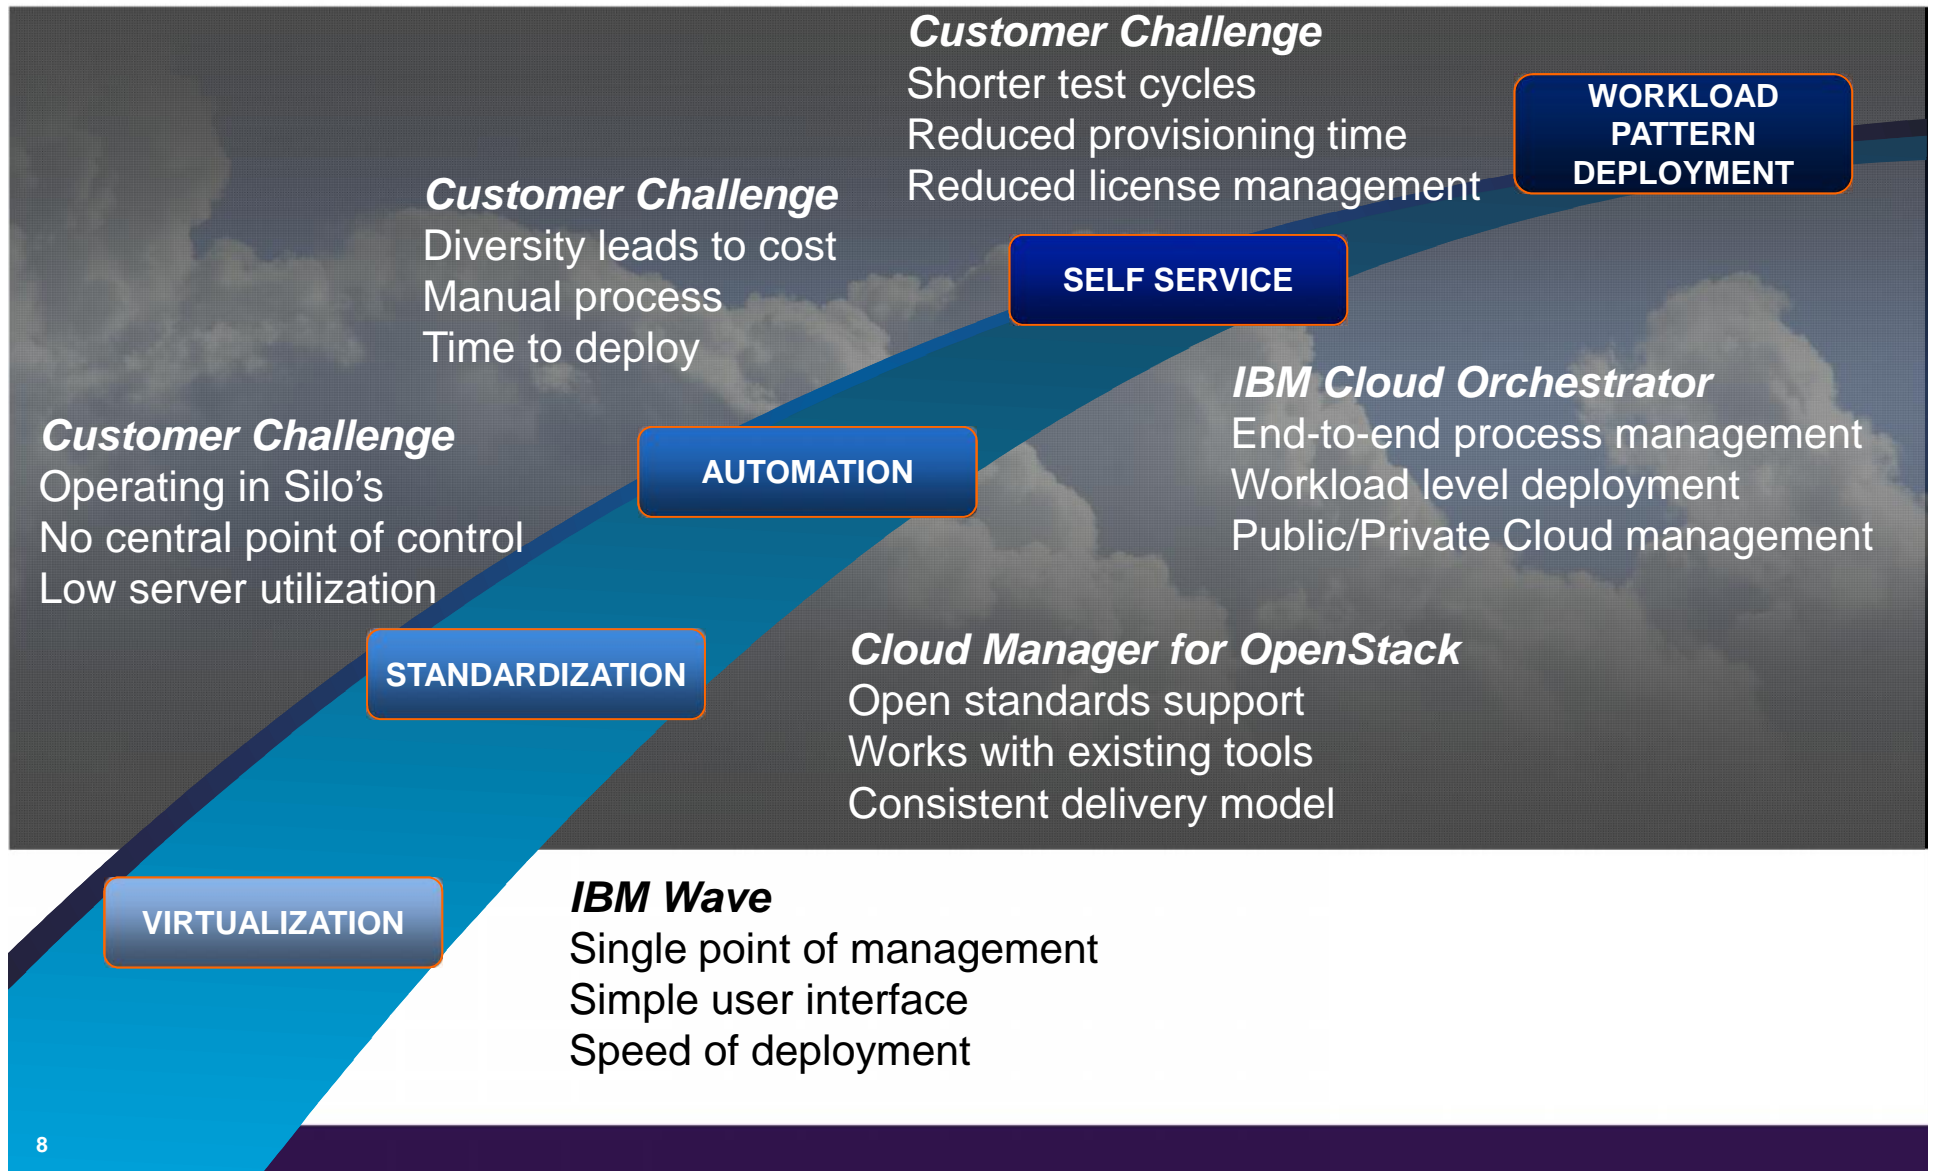 Customer Challenge
Shorter test cycles
Reduced provisioning time
Reduced license management
WORKLOAD
PATTERN
DEPLOYMENT
Customer Challenge
Diversity leads to cost
Manual process
Time to deploy
SELF SERVICE
IBM Cloud Orchestrator
End-to-end process management
Workload level deployment
Public/Private Cloud management
Customer Challenge
Operating in Silo’s
No central point of control
Low server utilization
AUTOMATION
STANDARDIZATION
Cloud Manager for OpenStack
Open standards support
Works with existing tools
Consistent delivery model
VIRTUALIZATION
IBM Wave
Single point of management
Simple user interface
Speed of deployment
8